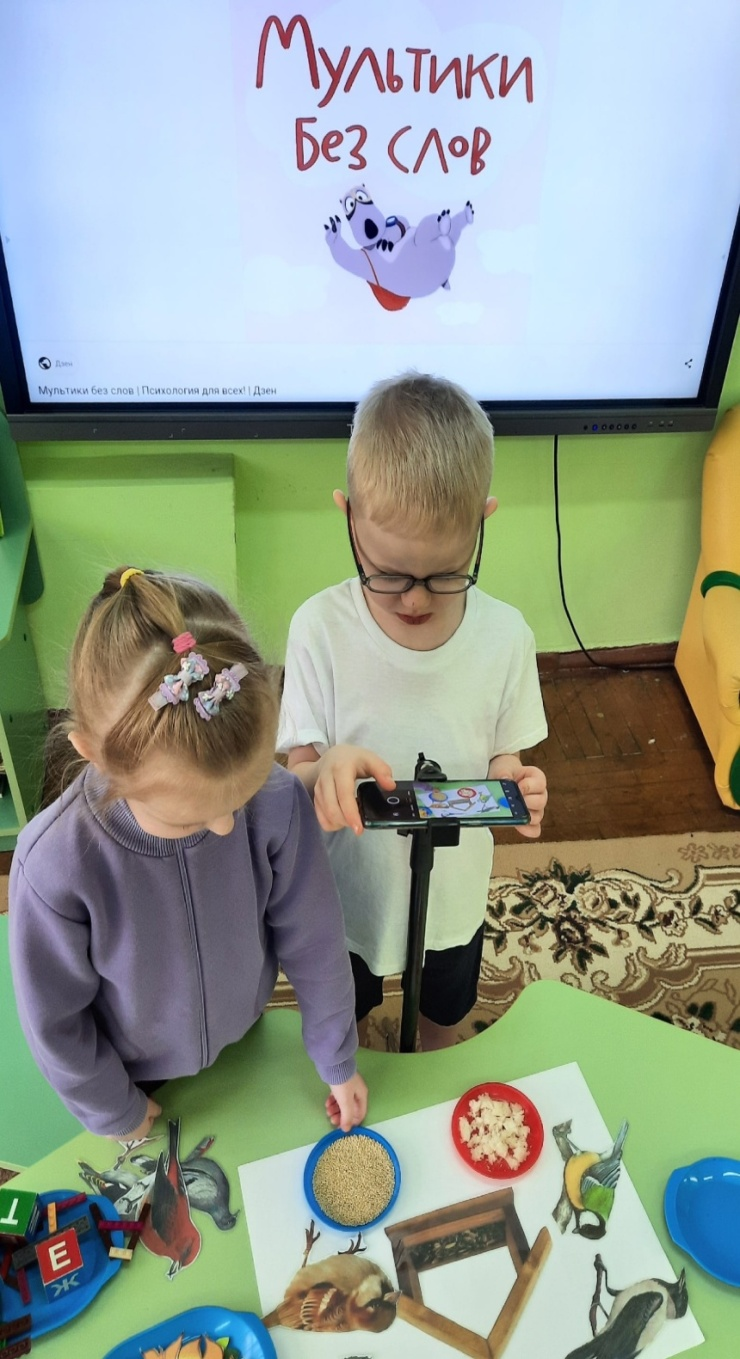 Мультики
без слов
Дзен
Мультики без слов | Психология для всех! | Дзен
Т
Е
Ж